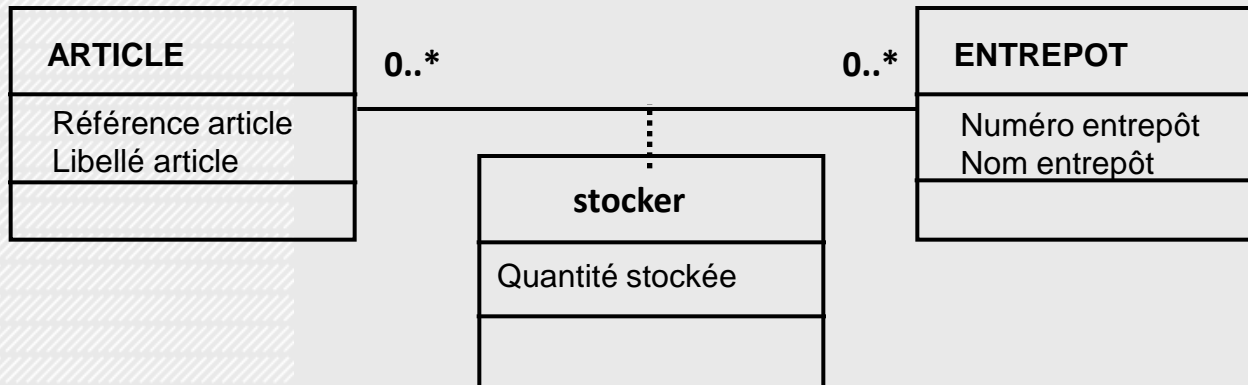 ARTICLE
0..*
0..*
ENTREPOT
Référence article
Libellé article
Numéro entrepôt
Nom entrepôt
stocker
Quantité stockée